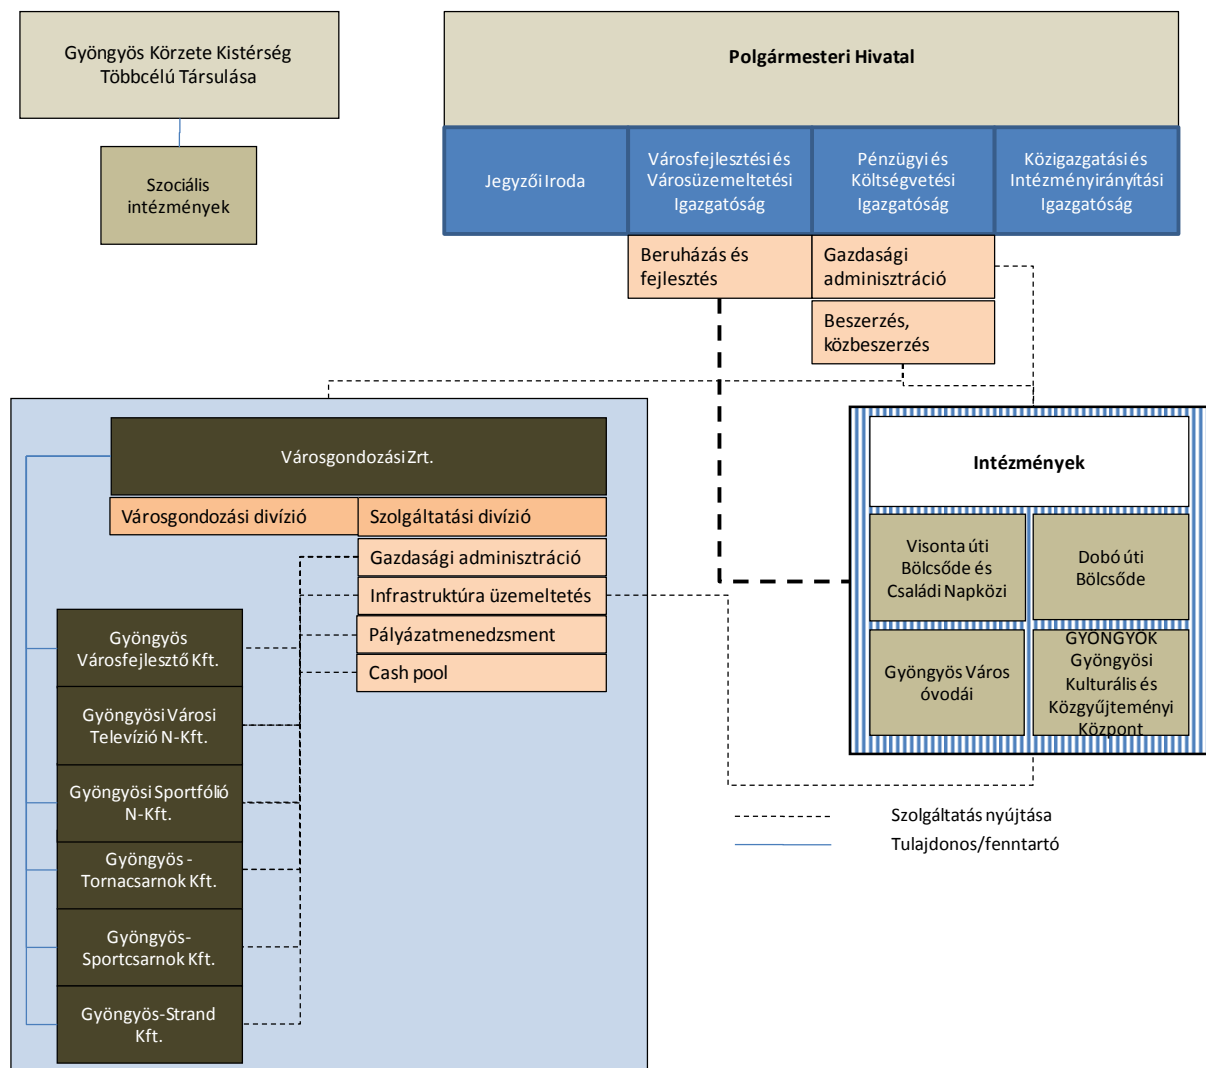 Gyöngyös Körzete Kistérség
Többcélú Társulása
Szociális
intézmények
Polgármesteri Hivatal
Jegyzői Iroda
Városfejlesztési és
Városüzemeltetési
Igazgatóság
Pénzügyi és
Költségvetési
Igazgatóság
Közigazgatási és
Intézményirányítási
Igazgatóság
Beruházás és
fejlesztés
Gazdasági
adminisztráció
Beszerzés,
közbeszerzés
Városgondozási Zrt.
Városgondozási divízió
Szolgáltatási divízió
Gazdasági adminisztráció
Infrastruktúra üzemeltetés
Pályázatmenedzsment
Cash pool
Gyöngyös
Városfejlesztő Kft.
Gyöngyösi Városi
Televízió N-Kft.
Gyöngyösi Sportfólió
N-Kft.
Gyöngyös -
Tornacsarnok Kft.
Gyöngyös-
Sportcsarnok Kft.
Gyöngyös-Strand
Kft.
Intézmények
Visonta úti
Bölcsőde és
Családi Napközi
Dobó úti
Bölcsőde
Gyöngyös Város
óvodái
GYÖNGYÖK
Gyöngyösi
Kulturális és
Közgyűjteményi
Központ
Szolgáltatás nyújtása
Tulajdonos/fenntartó